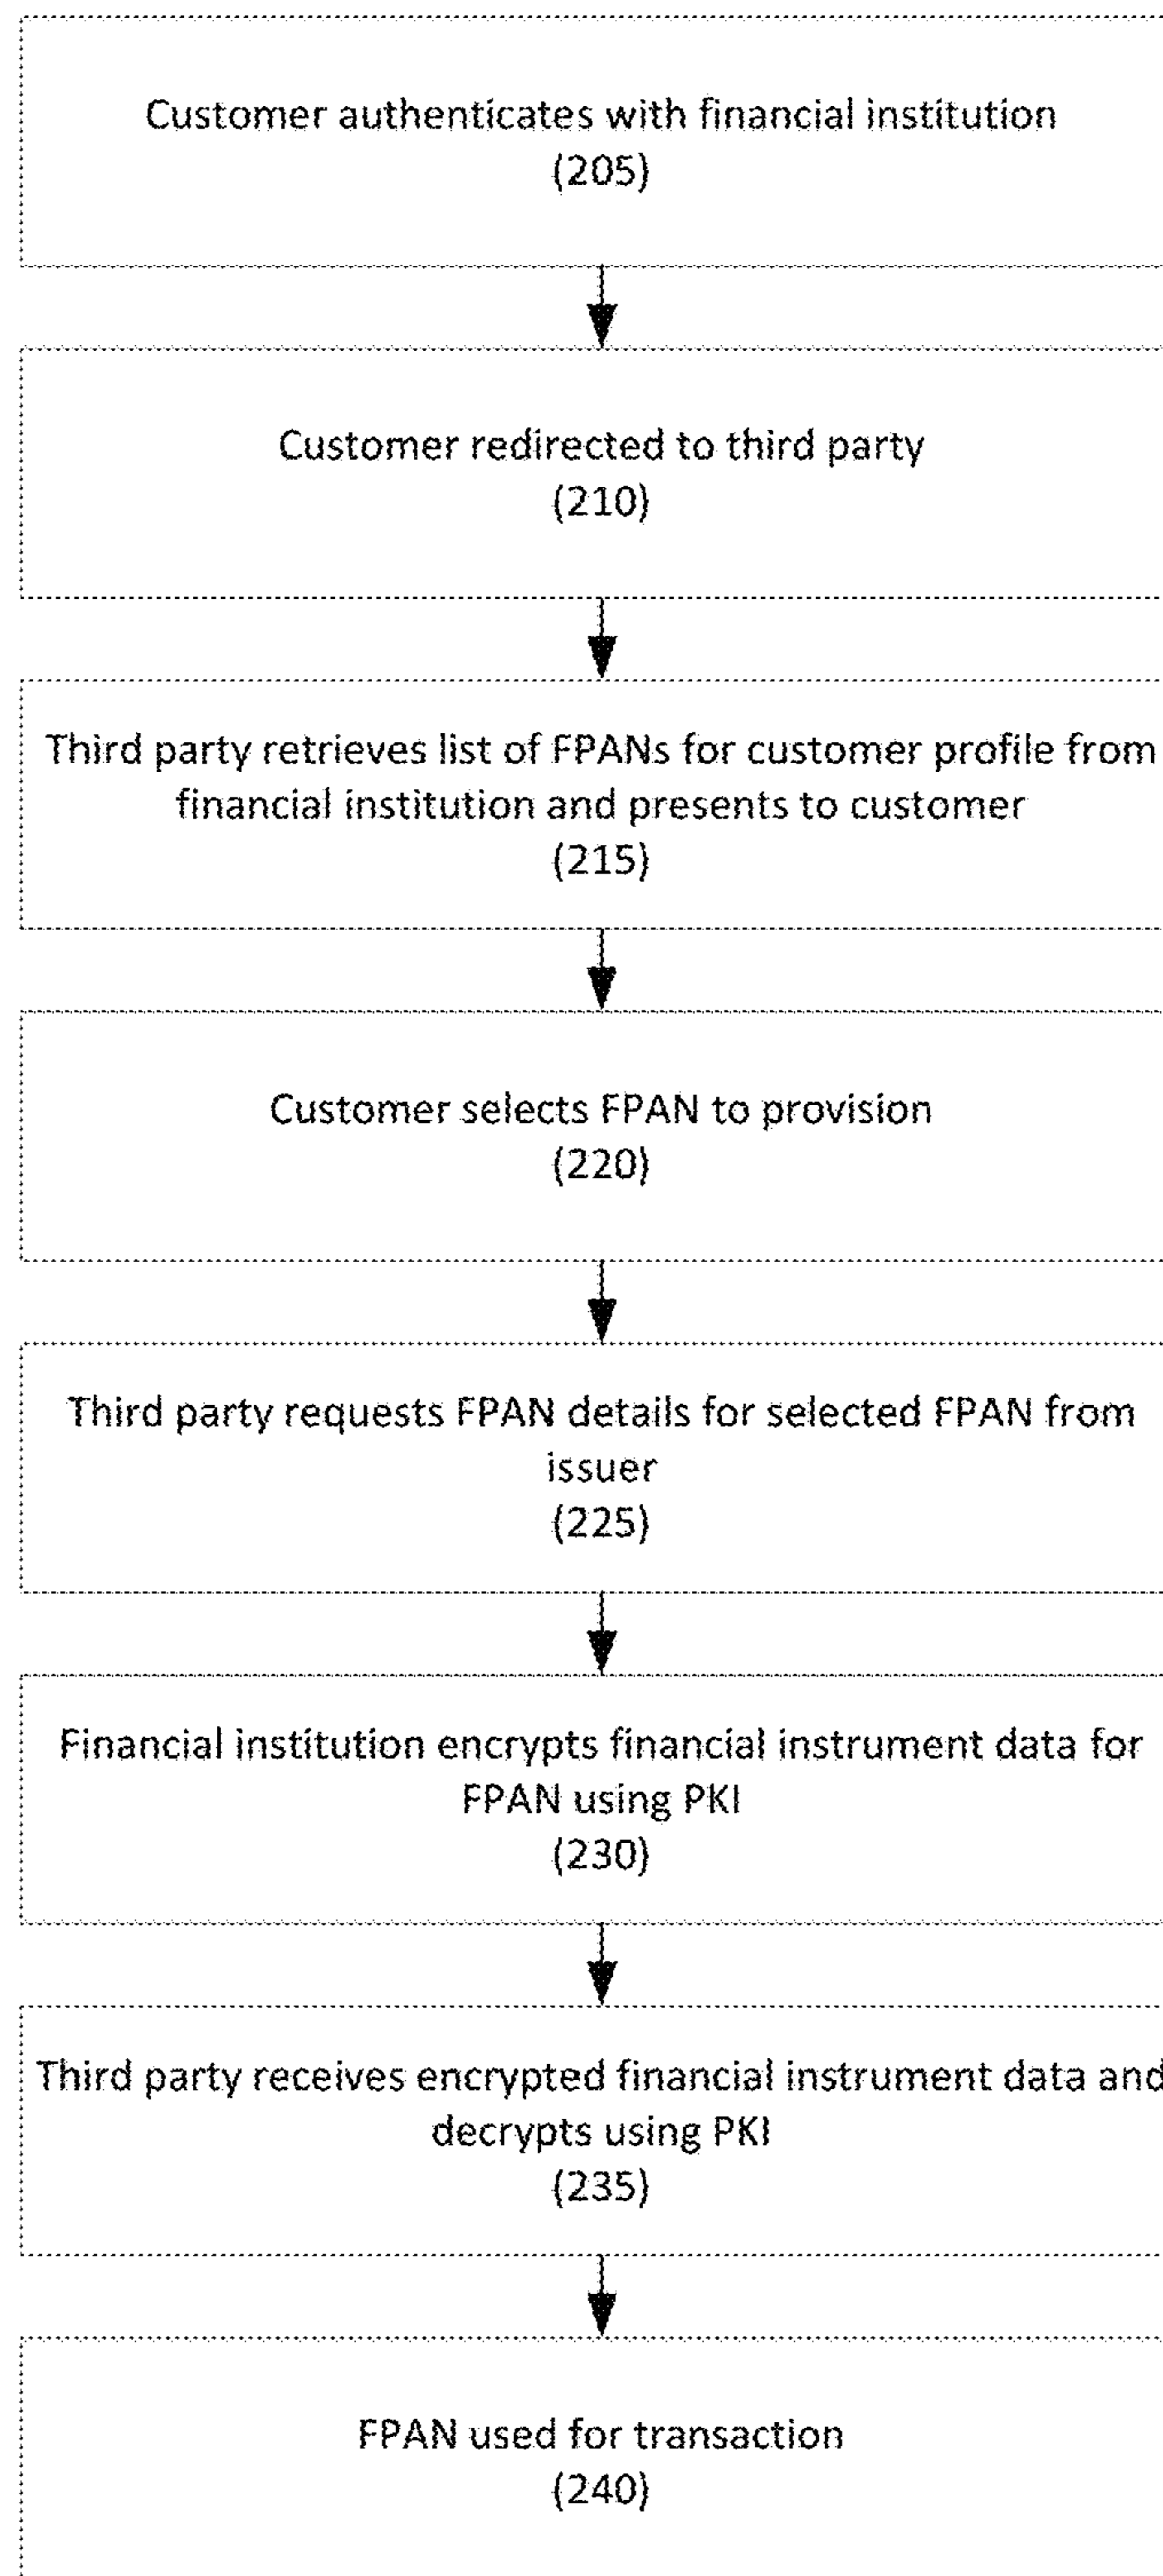 Customer authenticates with financial institution
(205)
Customer redirected to third party
(210)
Third party retrieves list of FPANs for customer profile from
financial institution and presents to customer
(215)
Customer selects FPAN to provision
(220)
Third party requests FPAN details for selected FPAN from
issuer
(225)
Financial institution encrypts financial instrument data for
FPAN using PKI
(230)
Third party receives encrypted financial instrument data and
decrypts using PKI
(235)
FPAN used for transaction
(240)